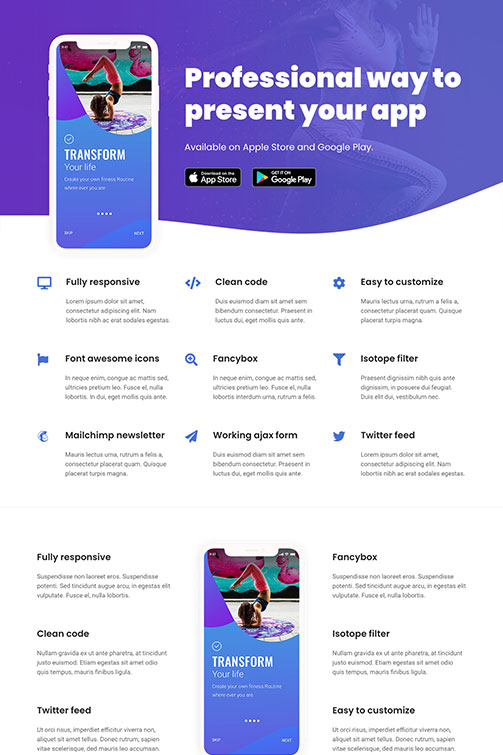 Professional way to
present your app
Available on Apple Store and Google Play.
Download on the
App Store
GET IT ON
Google Play
TRANSFORM
Your life
Create your own fitness Routine
where ever you are
SKIP
NEXT
Fully responsive
Lorem ipsum dolor sit amet,
consectetur adipiscing elit. Nam
lobortis nibh ac erat sodales egestas.
Clean code
Duis euismod diam sit amet sem
bibendum consectetur. Praesent in
luctus dui, eget mollis quis ante.
Easy to customize
Mauris lectus urna, rutrum a felis a,
consectetur placerat quam. Quisque
placerat turpis magna.
Font awesome icons
In neque enim, congue ac mattis sed,
ultricies pretium leo. Fusce el, nulla
lobortis. In dui, eget mollis quis ante.
Fancybox
In neque enim, congue ac mattis sed,
ultricies pretium leo. Fusce el, nulla
lobortis interdum urna, rutrum a felis.
Isotope filter
Praesent dignissim nibh quis ante
dignissim, in posuere dui feugiat.
Duis elit dui, vestibulum nec.
Mailchimp newsletter
Mauris lectus urna, rutrum a felis a,
consectetur placerat quam. Quisque
placerat turpis magna.
Working ajax form
Duis euismod diam sit amet sem
bibendum consectetur. Praesent in
luctus dui, eget mollis quis ante.
Twitter feed
Lorem ipsum dolor sit amet,
consectetur adipiscing elit. Nam
lobortis nibh ac erat sodales egestas.
Fully responsive
Suspendisse non laoreet eros. Suspendisse
potenti. Sed tincidunt augue arcu, in egestas elit
vulputate. Fusce el, nulla lobortis.
Clean code
Nullam gravida ex ut ante pharetra, at tincidunt
justo euismod. Etiam egestas sit amet odio
quis tempus, mauris finibus ligula.
Twitter feed
Ut orci risus, imperdiet efficitur viverra non,
aliquet sit amet tellus. Donec rutrum, sapien
vitae scelerisque, ded mauris leo accumsan.
TRANSFORM
Your life
Create your own fitness Routine
where ever you are
SKIP
NEXT
Fancybox
Suspendisse non laoreet eros. Suspendisse
potenti. Sed tincidunt augue arcu, in egestas elit
vulputate. Fusce el, nulla lobortis.
Isotope filter
Nullam gravida ex ut ante pharetra, at tincidunt
justo euismod. Etiam egestas sit amet odio
quis tempus, mauris finibus ligula.
Easy to customize
Ut orci risus, imperdiet efficitur viverra non,
aliquet sit amet tellus. Donec rutrum, sapien
vitae scelerisque, ded mauris leo accumsan.